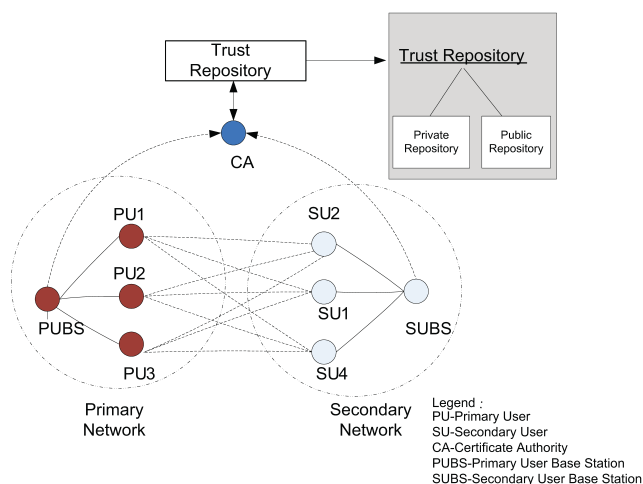 Trust
Repository
Trust Repository
Private
Repository
Public
Repository
CA
PU1
PU2
PUBS
PU3
SU2
SU1
SUBS
SU4
Primary
Network
Secondary
Network
Legend :
PU-Primary User
SU-Secondary User
CA-Certificate Authority
PUBS-Primary User Base Station
SUBS-Secondary User Base Station